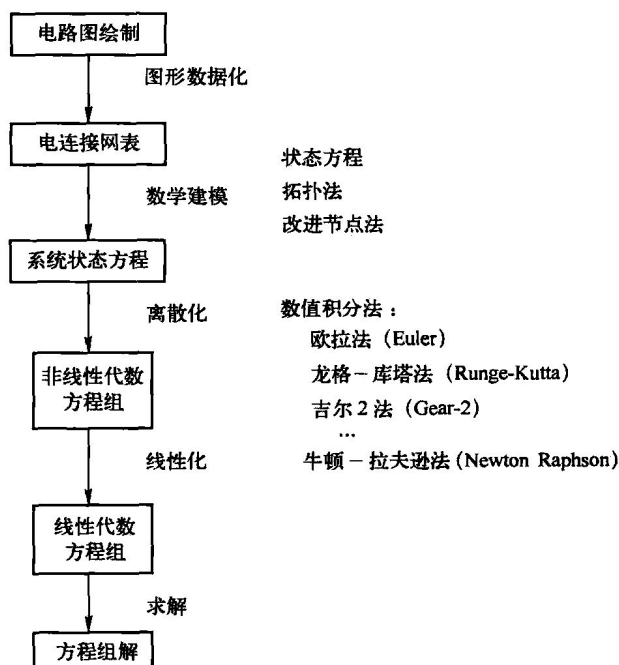 电路图绘制
图形数据化
电连接网表
状态方程
数学建模
拓扑法
改进节点法
系统状态方程
离散化
数值积分法：
欧拉法（Euler）
非线性代数
方程组
龙格－库塔法（Runge-Kutta）
吉尔 2 法（Gear-2）
…
线性化
牛顿－拉夫逊法（Newton Raphson）
线性代数
方程组
求解
方程组解